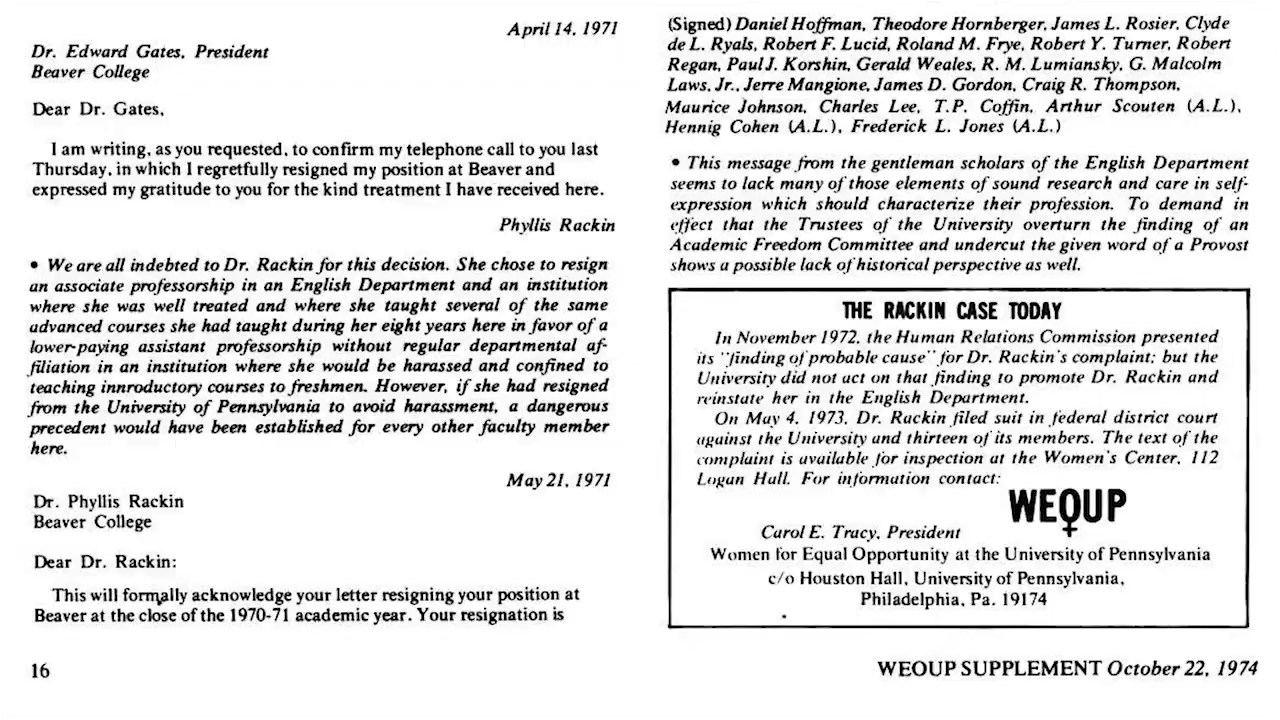 April 14, 1971
Dr. Edward Gates, President
Beaver College
Dear Dr. Gates,
I am writing, as you requested, to confirm my telephone call to you last
Thursday, in which I regretfully resigned my position at Beaver and
expressed my gratitude to you for the kind treatment I have received here.
Phyllis Rackin
• We are all indebted to Dr. Rackin for this decision. She chose to resign
an associate professorship in an English Department and an institution
where she was well treated and where she taught several of the same
advanced courses she had taught during her eight years here in favor of a
lower-paying assistant professorship without regular departmental af-
filiation in an institution where she would be harassed and confined to
teaching innroductory courses to freshmen. However, if she had resigned
from the University of Pennsylvania to avoid harassment, a dangerous
precedent would have been established for every other faculty member
here.
May 21, 1971
Dr. Phyllis Rackin
Beaver College
Dear Dr. Rackin:
This will formally acknowledge your letter resigning your position at
Beaver at the close of the 1970-71 academic year. Your resignation is
16
(Signed) Daniel Hoffman, Theodore Hornberger, James L. Rosier, Clyde
de L. Ryals, Robert F. Lucid, Roland M. Frye, Robert Y. Turner, Robert
Regan, Paul J. Korshin, Gerald Weales, R. M. Lumiansky, G. Malcolm
Laws, Jr., Jerre Mangione, James D. Gordon, Craig R. Thompson,
Maurice Johnson, Charles Lee, T.P. Coffin, Arthur Scouten (A.L.),
Hennig Cohen (A.L.), Frederick L. Jones (A.L.)
• This message from the gentleman scholars of the English Department
seems to lack many of those elements of sound research and care in self-
expression which should characterize their profession. To demand in
effect that the Trustees of the University overturn the finding of an
Academic Freedom Committee and undercut the given word of a Provost
shows a possible lack of historical perspective as well.
THE RACKIN CASE TODAY
In November 1972, the Human Relations Commission presented
its "finding of probable cause" for Dr. Rackin's complaint; but the
University did not act on that finding to promote Dr. Rackin and
reinstate her in the English Department.
On May 4, 1973, Dr. Rackin filed suit in federal district court
against the University and thirteen of its members. The text of the
complaint is available for inspection at the Women's Center, 112
Logan Hall. For information contact:
WEOUP
Carol E. Tracy, President
Women for Equal Opportunity at the University of Pennsylvania
c/o Houston Hall, University of Pennsylvania,
Philadelphia, Pa. 19174
WEOUP SUPPLEMENT October 22, 1974